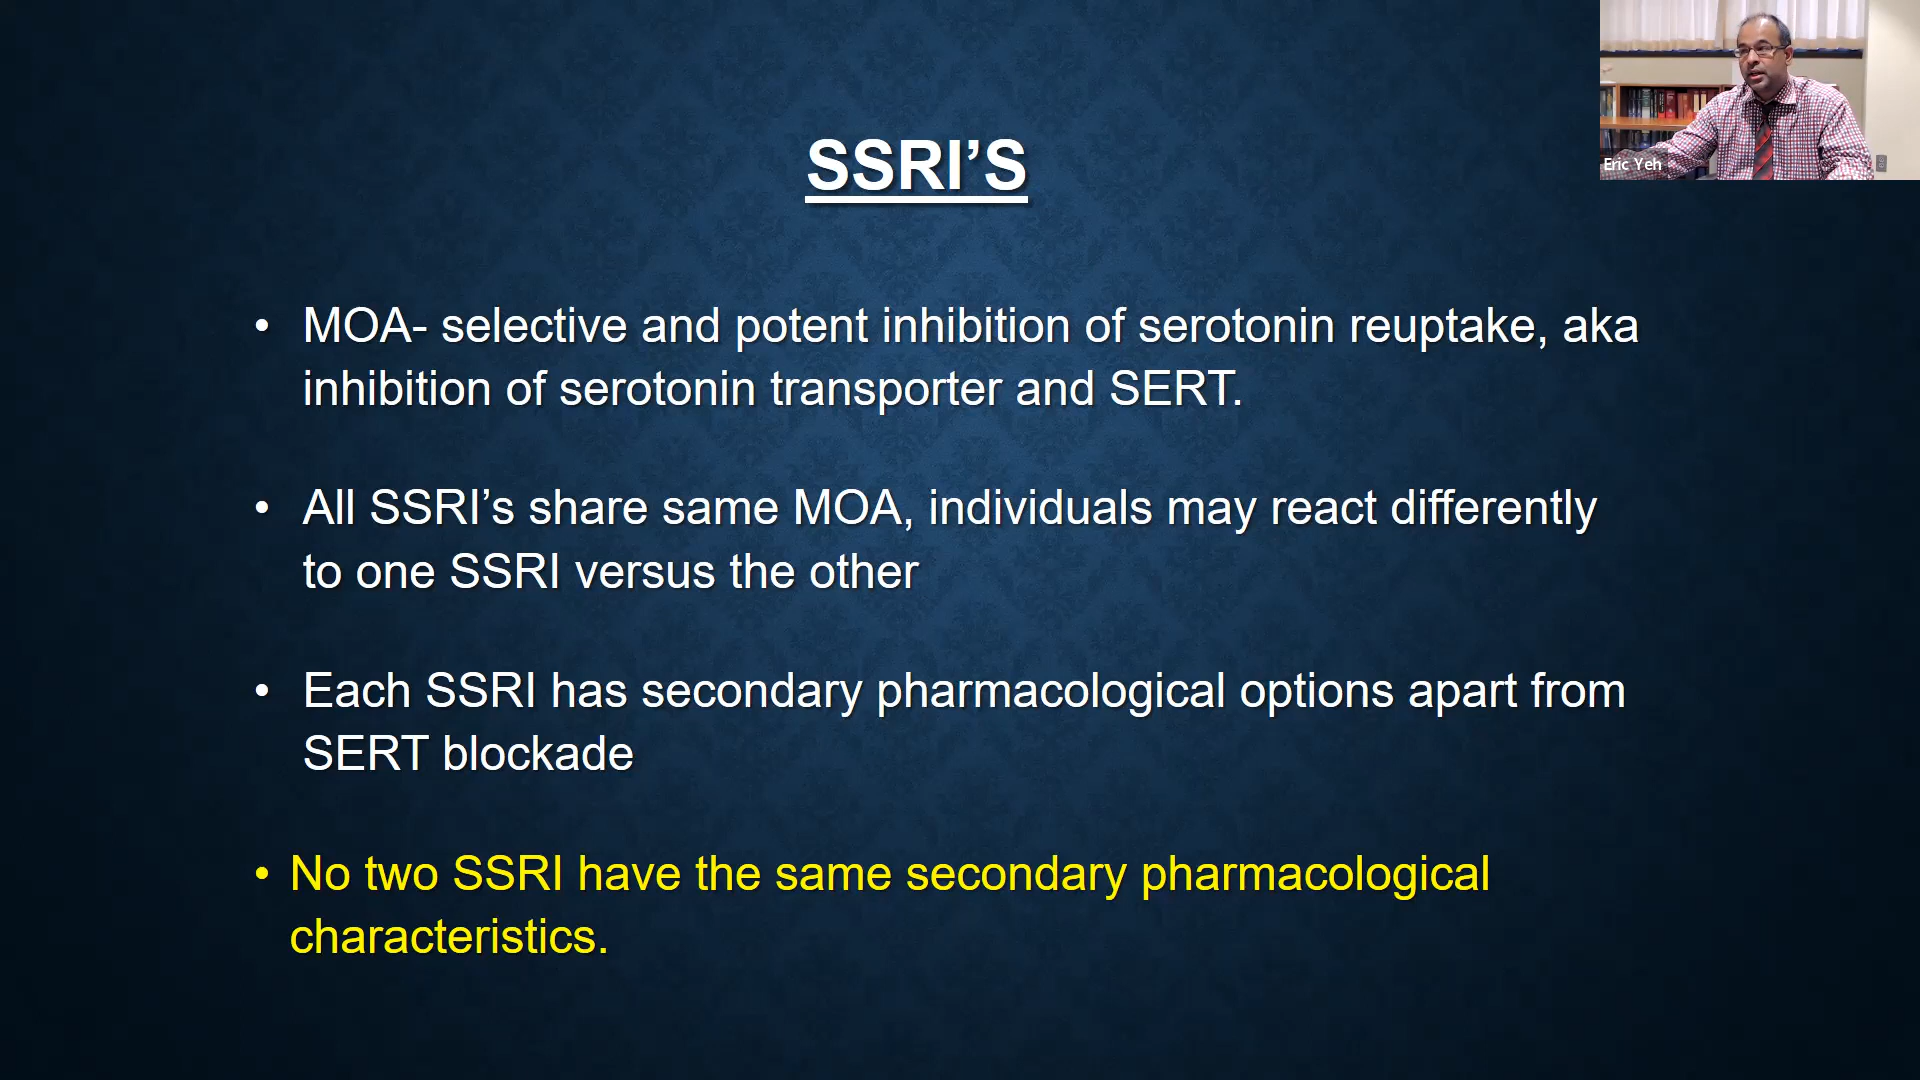 SSRI’S
• MOA- selective and potent inhibition of serotonin reuptake, aka
inhibition of serotonin transporter and SERT.
• All SSRI’s share same MOA, individuals may react differently
to one SSRI versus the other
• Each SSRI has secondary pharmacological options apart from
SERT blockade
• No two SSRI have the same secondary pharmacological
characteristics.
Eric Yeh